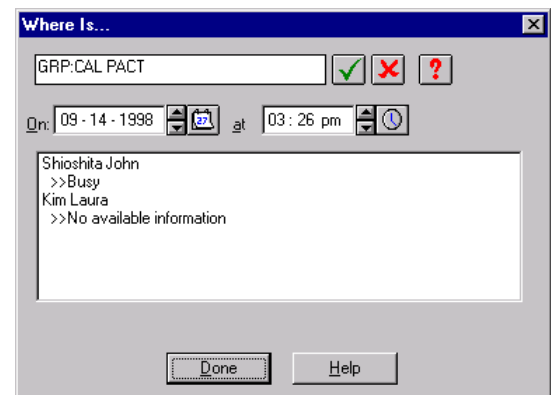 Where Is...
GRP:CAL PACT
?
On: 09 - 14 - 1998 27 at 03 : 26 pm
Shioshita John
>>Busy
Kim Laura
>>No available information
Done Help